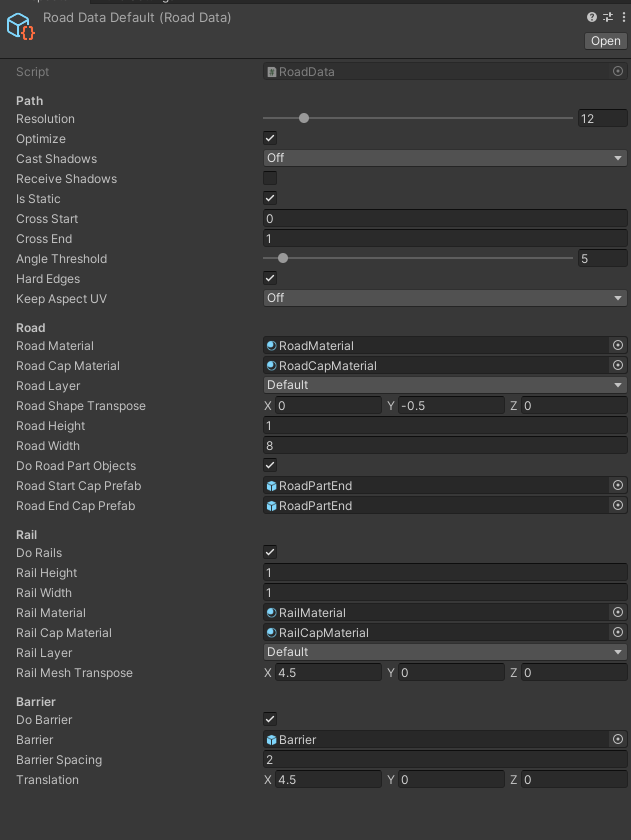 Road Data Default (Road Data)
Open
Script RoadData
Path
Resolution 12
Optimize
Cast Shadows Off
Receive Shadows
Is Static
Cross Start 0
Cross End 1
Angle Threshold 5
Hard Edges
Keep Aspect UV Off
Road
Road Material RoadMaterial
Road Cap Material RoadCapMaterial
Road Layer Default
Road Shape Transpose X 0 Y -0.5 Z 0
Road Height 1
Road Width 8
Do Road Part Objects
Road Start Cap Prefab RoadPartEnd
Road End Cap Prefab RoadPartEnd
Rail
Do Rails
Rail Height 1
Rail Width 1
Rail Material RailMaterial
Rail Cap Material RailCapMaterial
Rail Layer Default
Rail Mesh Transpose X 4.5 Y 0 Z 0
Barrier
Do Barrier
Barrier Barrier
Barrier Spacing 2
Translation X 4.5 Y 0 Z 0